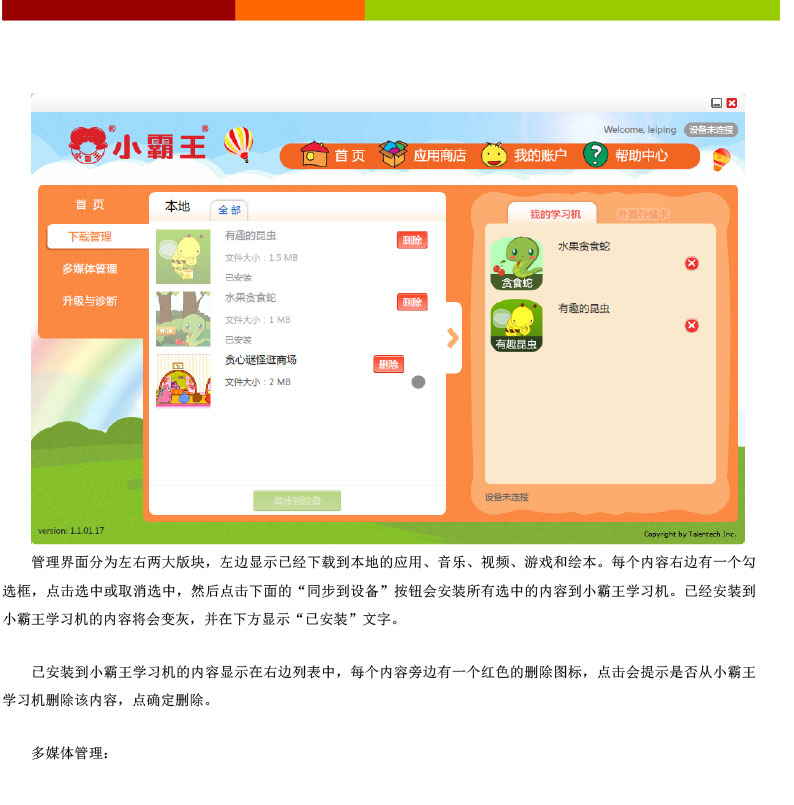 Welcome, leiping 设备未连接
小霸王
首 页 应用商店 我的账户 帮助中心
首 页
下载管理
多媒体管理
升级与诊断
本地 全部
有趣的昆虫
文件大小：1.5 MB
已安装
删除
水果贪食蛇
文件大小：1 MB
已安装
删除
贪心谜怪逛商场
文件大小：2 MB
删除
同步到设备
我的学习机 外置存储卡
贪食蛇
水果贪食蛇
有趣昆虫
有趣的昆虫
设备未连接
version: 1.1.01.17
Copyright by Talentech Inc.
管理界面分为左右两大版块，左边显示已经下载到本地的应用、音乐、视频、游戏和绘本。每个内容右边有一个勾
选框，点击选中或取消选中，然后点击下面的“同步到设备”按钮会安装所有选中的内容到小霸王学习机。已经安装到
小霸王学习机的内容将会变灰，并在下方显示“已安装”文字。
已安装到小霸王学习机的内容显示在右边列表中，每个内容旁边有一个红色的删除图标，点击会提示是否从小霸王
学习机删除该内容，点确定删除。
多媒体管理：